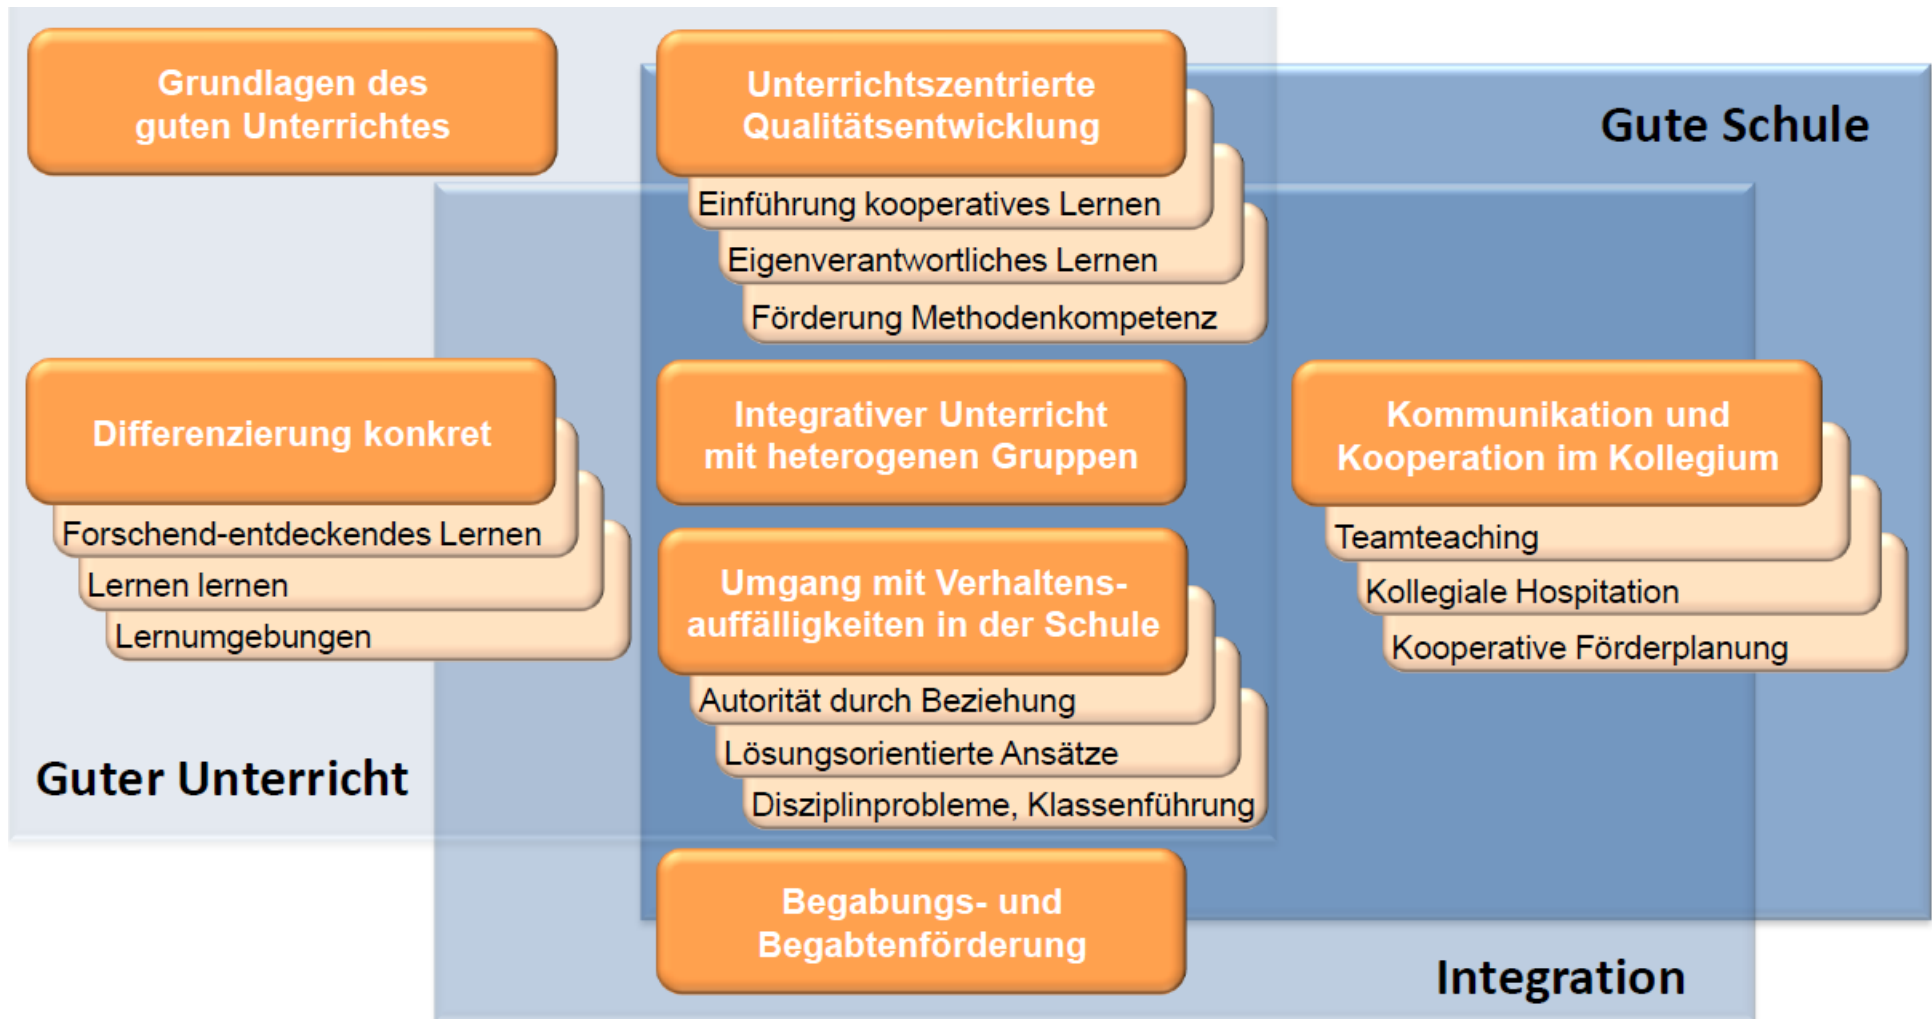 Grundlagen des
guten Unterrichtes
Unterrichtszentrierte
Qualitätsentwicklung
Einführung kooperatives Lernen
Eigenverantwortliches Lernen
Förderung Methodenkompetenz
Gute Schule
Differenzierung konkret
Forschend-entdeckendes Lernen
Lernen lernen
Lernumgebungen
Integrativer Unterricht
mit heterogenen Gruppen
Kommunikation und
Kooperation im Kollegium
Teamteaching
Kollegiale Hospitation
Kooperative Förderplanung
Umgang mit Verhaltens-
auffälligkeiten in der Schule
Autorität durch Beziehung
Lösungsorientierte Ansätze
Disziplinprobleme, Klassenführung
Guter Unterricht
Begabungs- und
Begabtenförderung
Integration